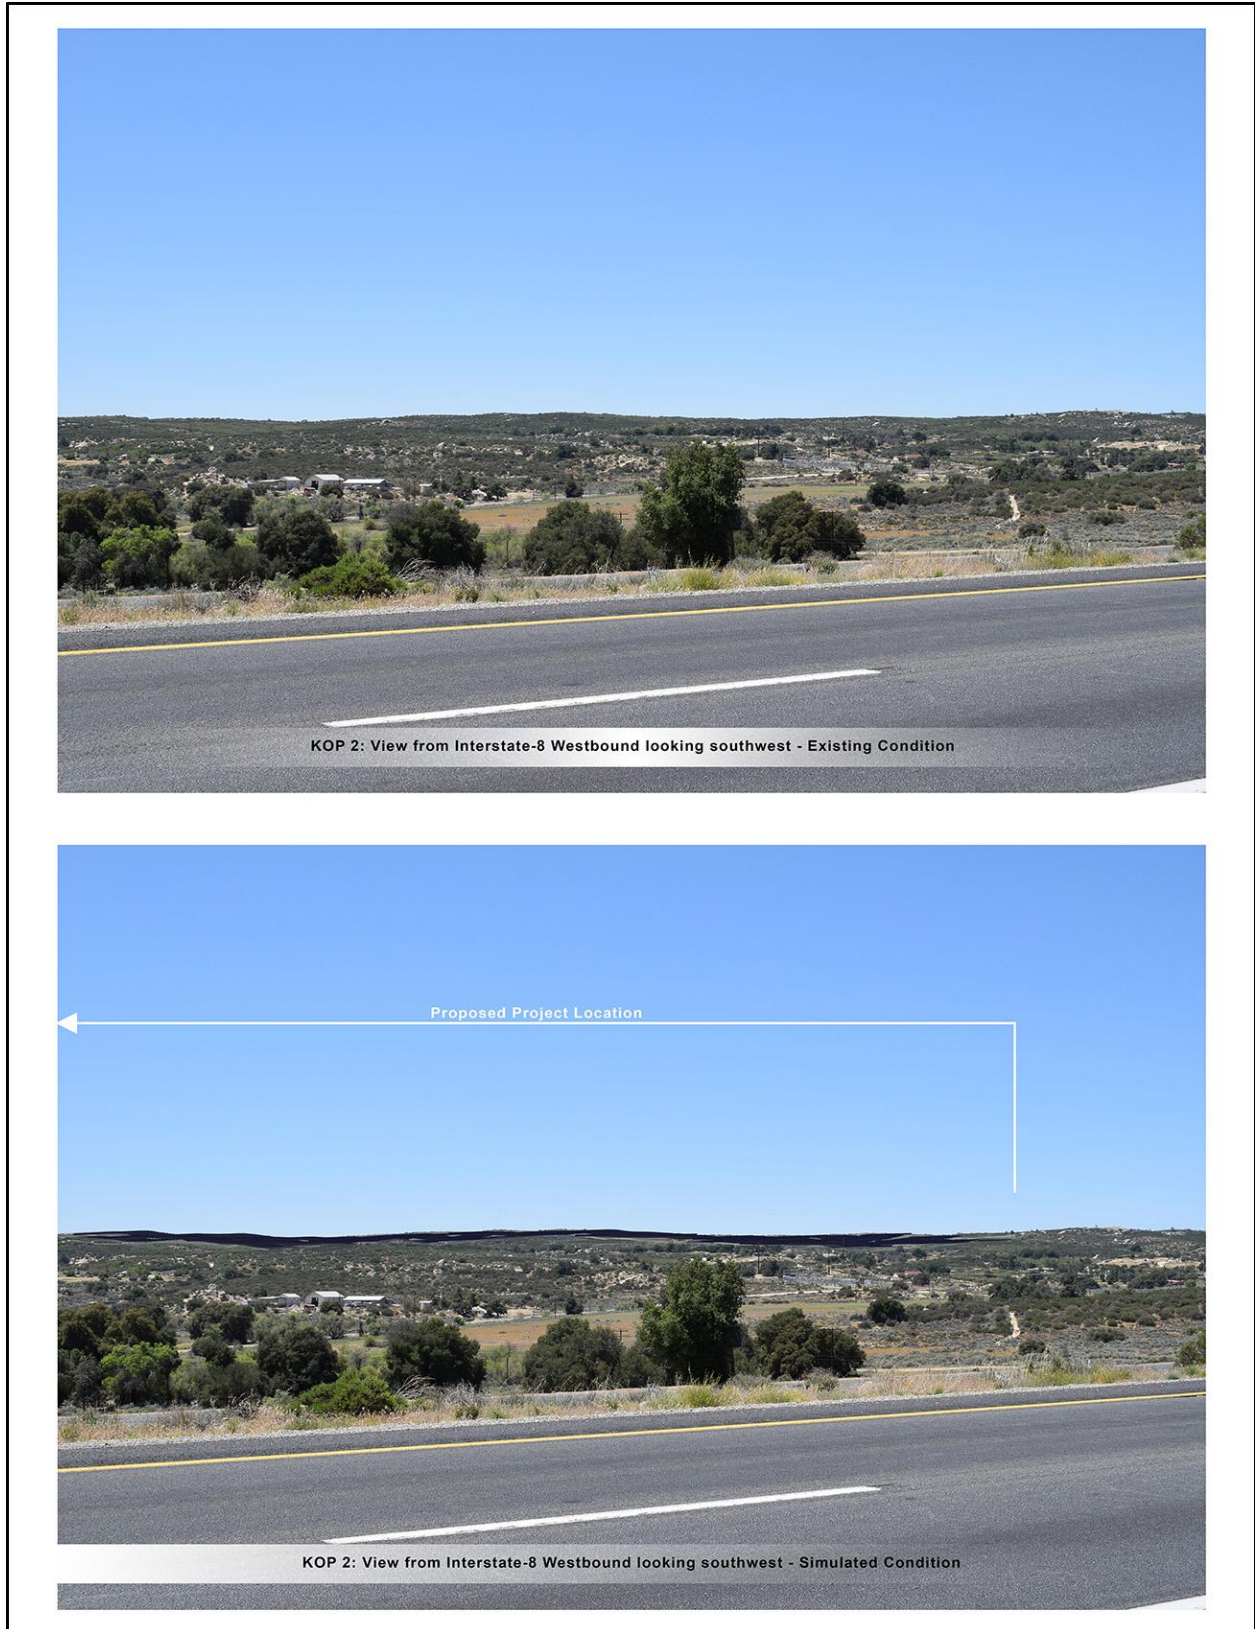 KOP 2: View from Interstate-8 Westbound looking southwest - Existing Condition
Proposed Project Location
KOP 2: View from Interstate-8 Westbound looking southwest - Simulated Condition